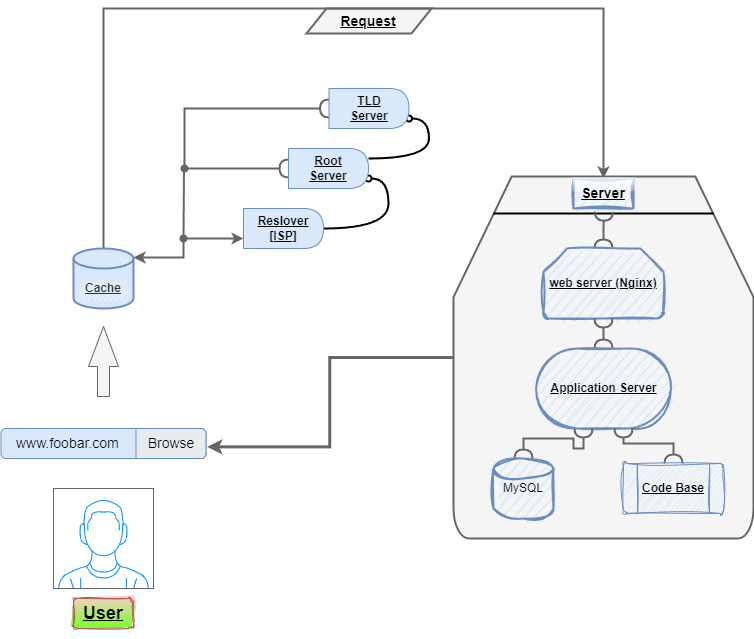 Request
TLD
Server
Root
Server
Reslover
[ISP]
Cache
Server
web server (Nginx)
Application Server
MySQL
Code Base
www.foobar.com
Browse
User